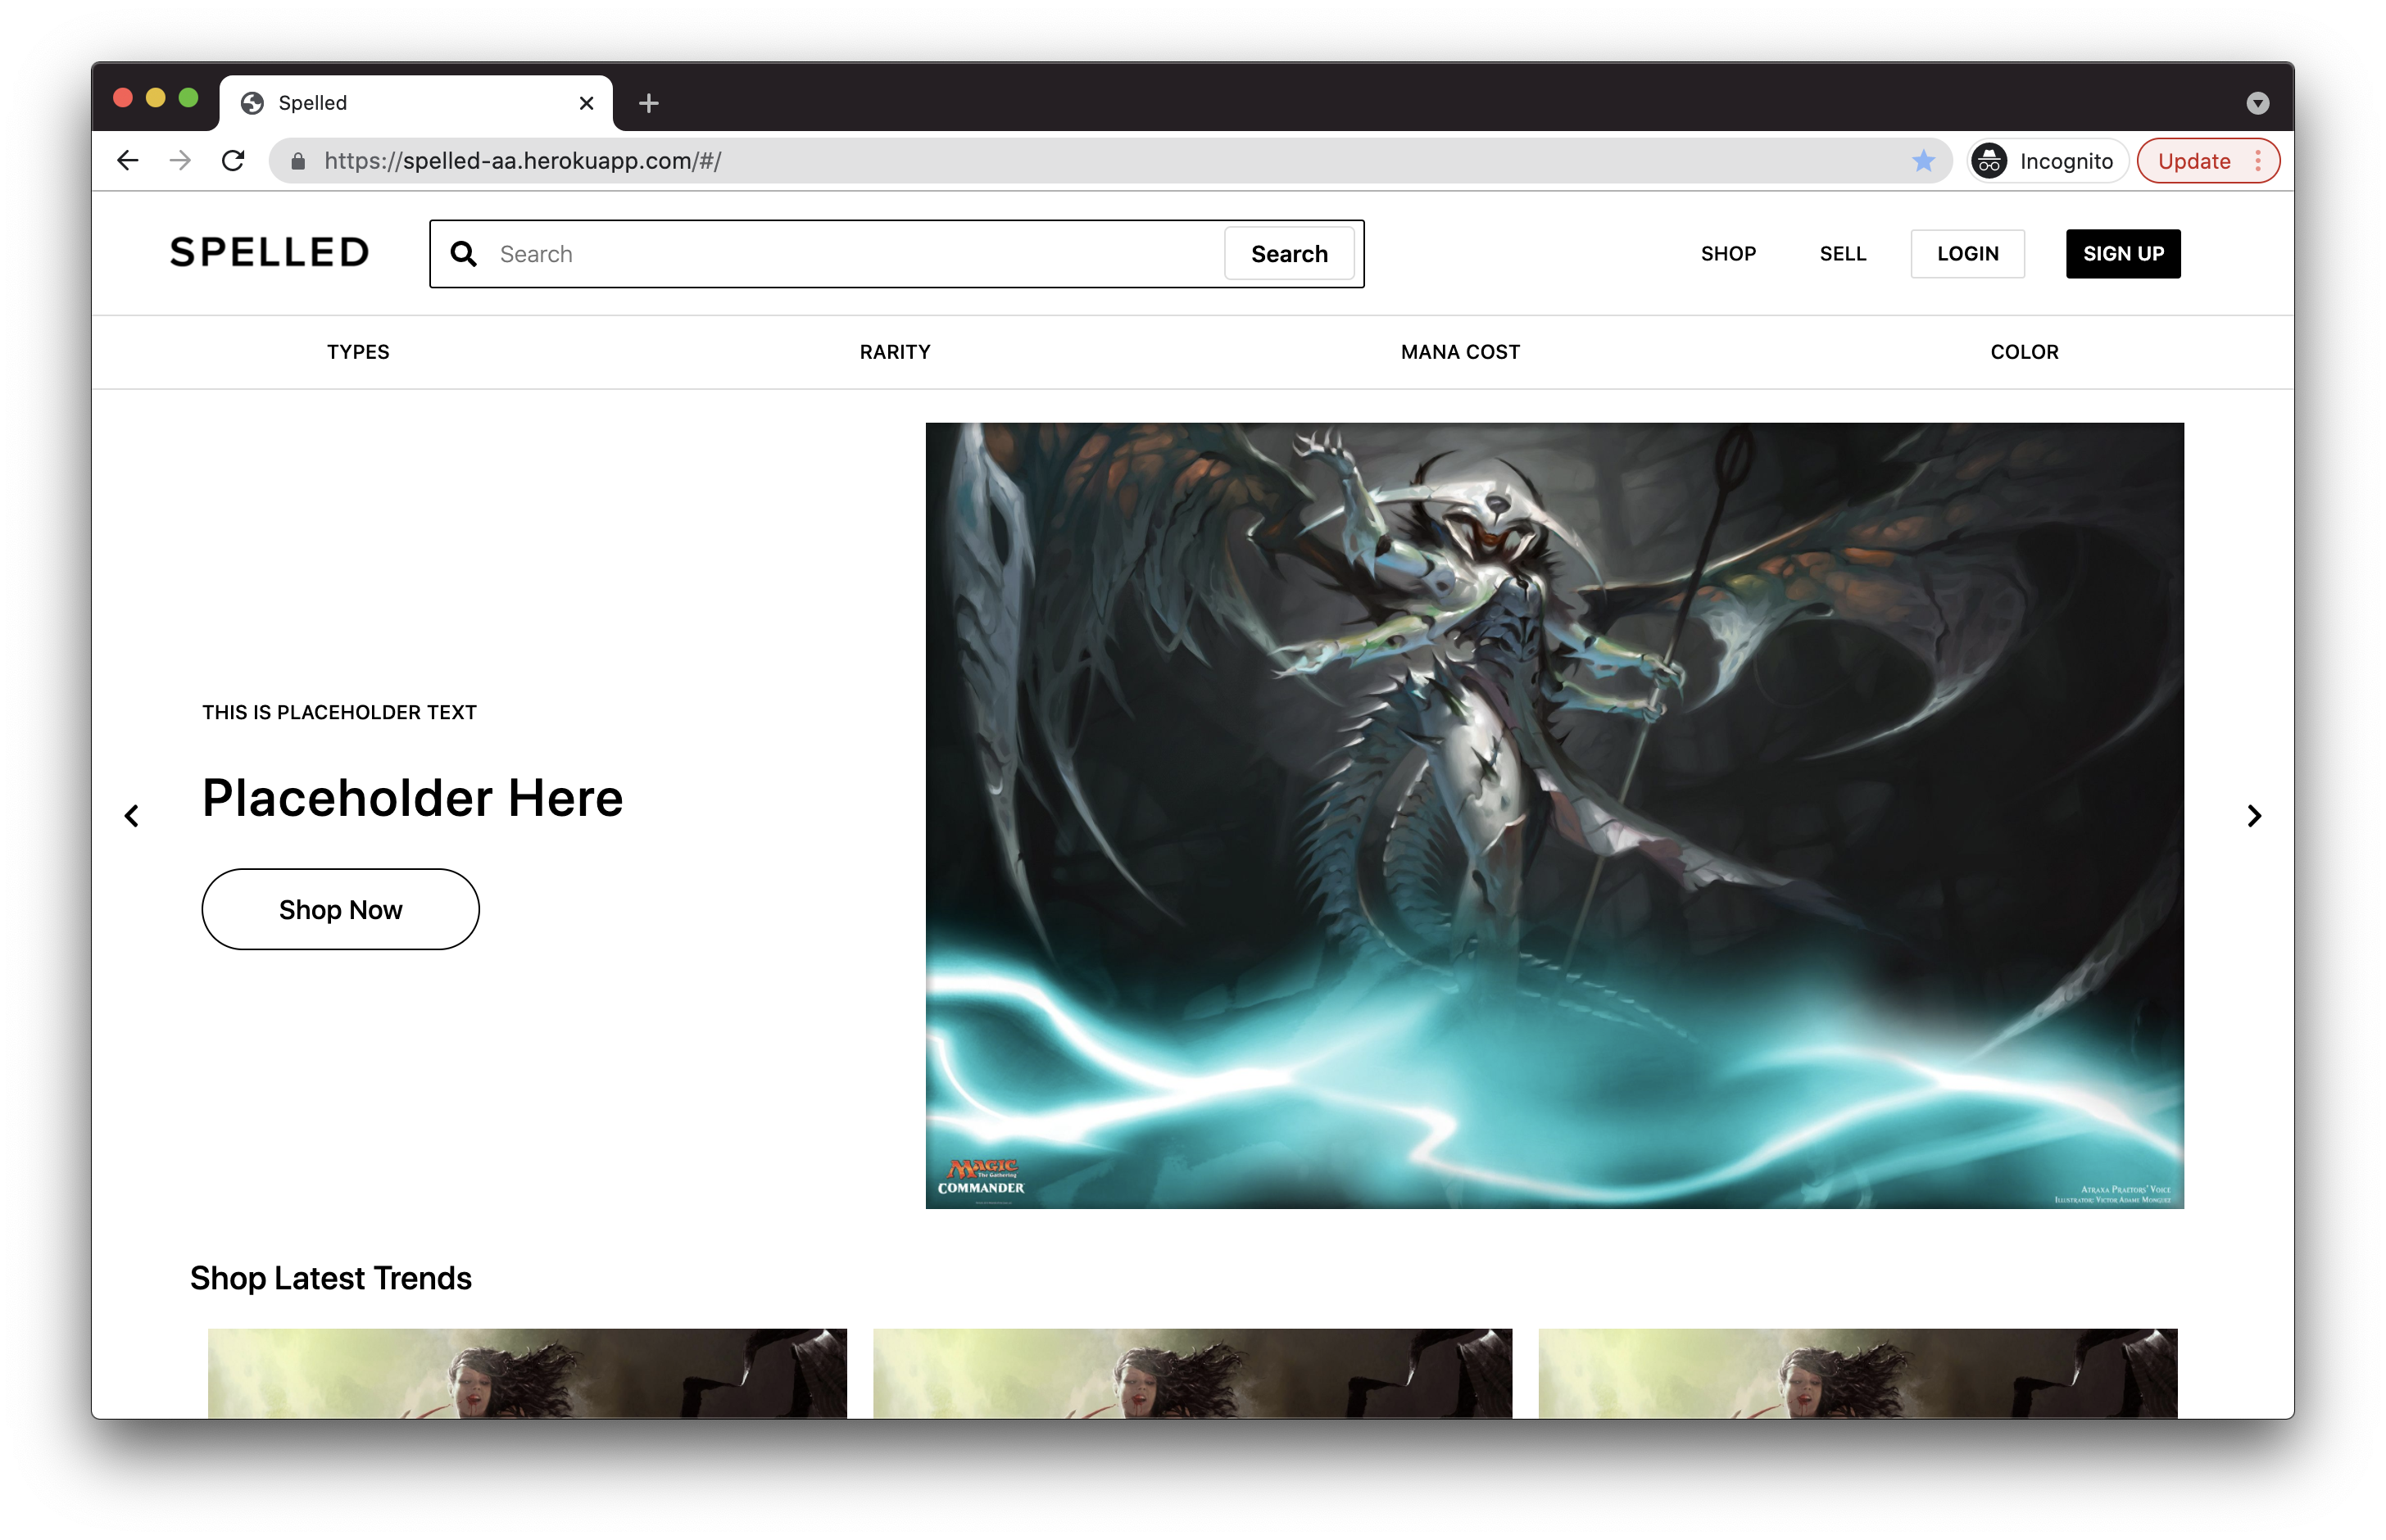 Spelled
https://spelled-aa.herokuapp.com/#/
Incognito
Update
SPELLED
Search
Search
SHOP
SELL
LOGIN
SIGN UP
TYPES
RARITY
MANA COST
COLOR
THIS IS PLACEHOLDER TEXT
Placeholder Here
Shop Now
MAGIC
The Gathering
COMMANDER
ATRAXA PRAETORS' VOICE
ILLUSTRATOR: VICTOR ADAME MINGUEZ
Shop Latest Trends